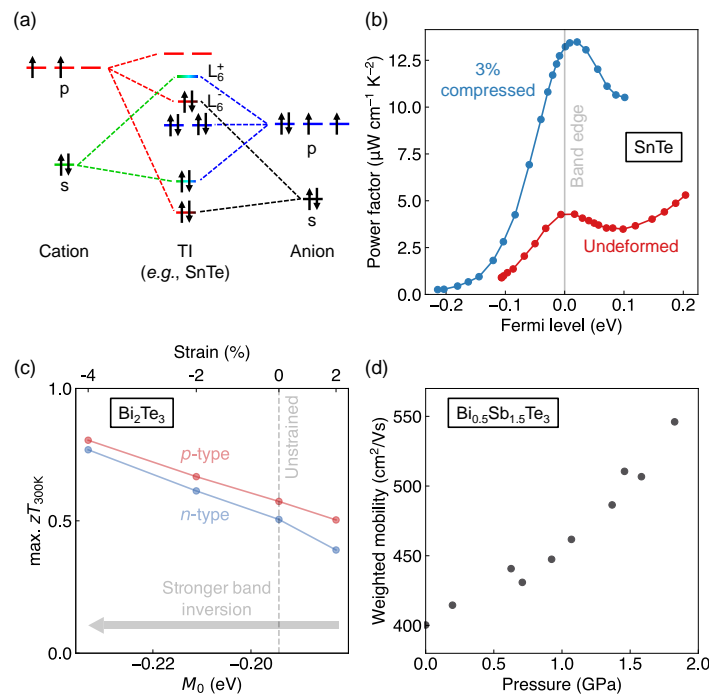 (a)
p
L₆⁺
L₆⁻
p
s
s
Cation
TI
Anion
(e.g., SnTe)
(b)
Power factor (μW cm⁻¹ K⁻²)
12.5
10.0
7.5
5.0
2.5
0.0
3%
compressed
Band edge
SnTe
Undeformed
−0.2
−0.1
0.0
0.1
0.2
Fermi level (eV)
(c)
Strain (%)
-4
-2
0
2
Bi₂Te₃
max. zT₃₀₀K
1.0
0.5
0.0
p-type
n-type
Unstrained
Stronger band
inversion
−0.22
−0.20
M₀ (eV)
(d)
Bi₀.₅Sb₁.₅Te₃
Weighted mobility (cm²/Vs)
550
500
450
400
0.0
0.5
1.0
1.5
2.0
Pressure (GPa)